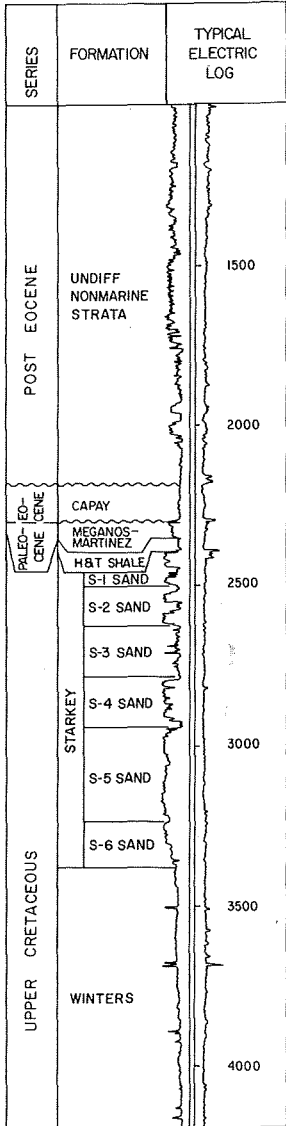 SERIES
FORMATION
TYPICAL
ELECTRIC
LOG
POST EOCENE
UNDIFF
NONMARINE
STRATA
1500
2000
EO-
CENE
CAPAY
PALEO-
CENE
MEGANOS-
MARTINEZ
H&T SHALE
2500
UPPER CRETACEOUS
STARKEY
S-1 SAND
S-2 SAND
S-3 SAND
S-4 SAND
3000
S-5 SAND
S-6 SAND
3500
WINTERS
4000